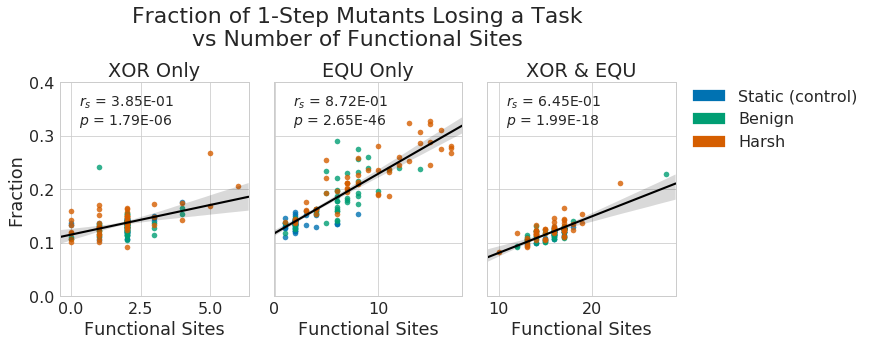 Fraction of 1-Step Mutants Losing a Task
vs Number of Functional Sites
XOR Only
EQU Only
XOR & EQU
r_s = 3.85E-01
p = 1.79E-06
r_s = 8.72E-01
p = 2.65E-46
r_s = 6.45E-01
p = 1.99E-18
Static (control)
Benign
Harsh
Fraction
0.4
0.3
0.2
0.1
0.0
0.0 2.5 5.0
0 10
10 20
Functional Sites
Functional Sites
Functional Sites